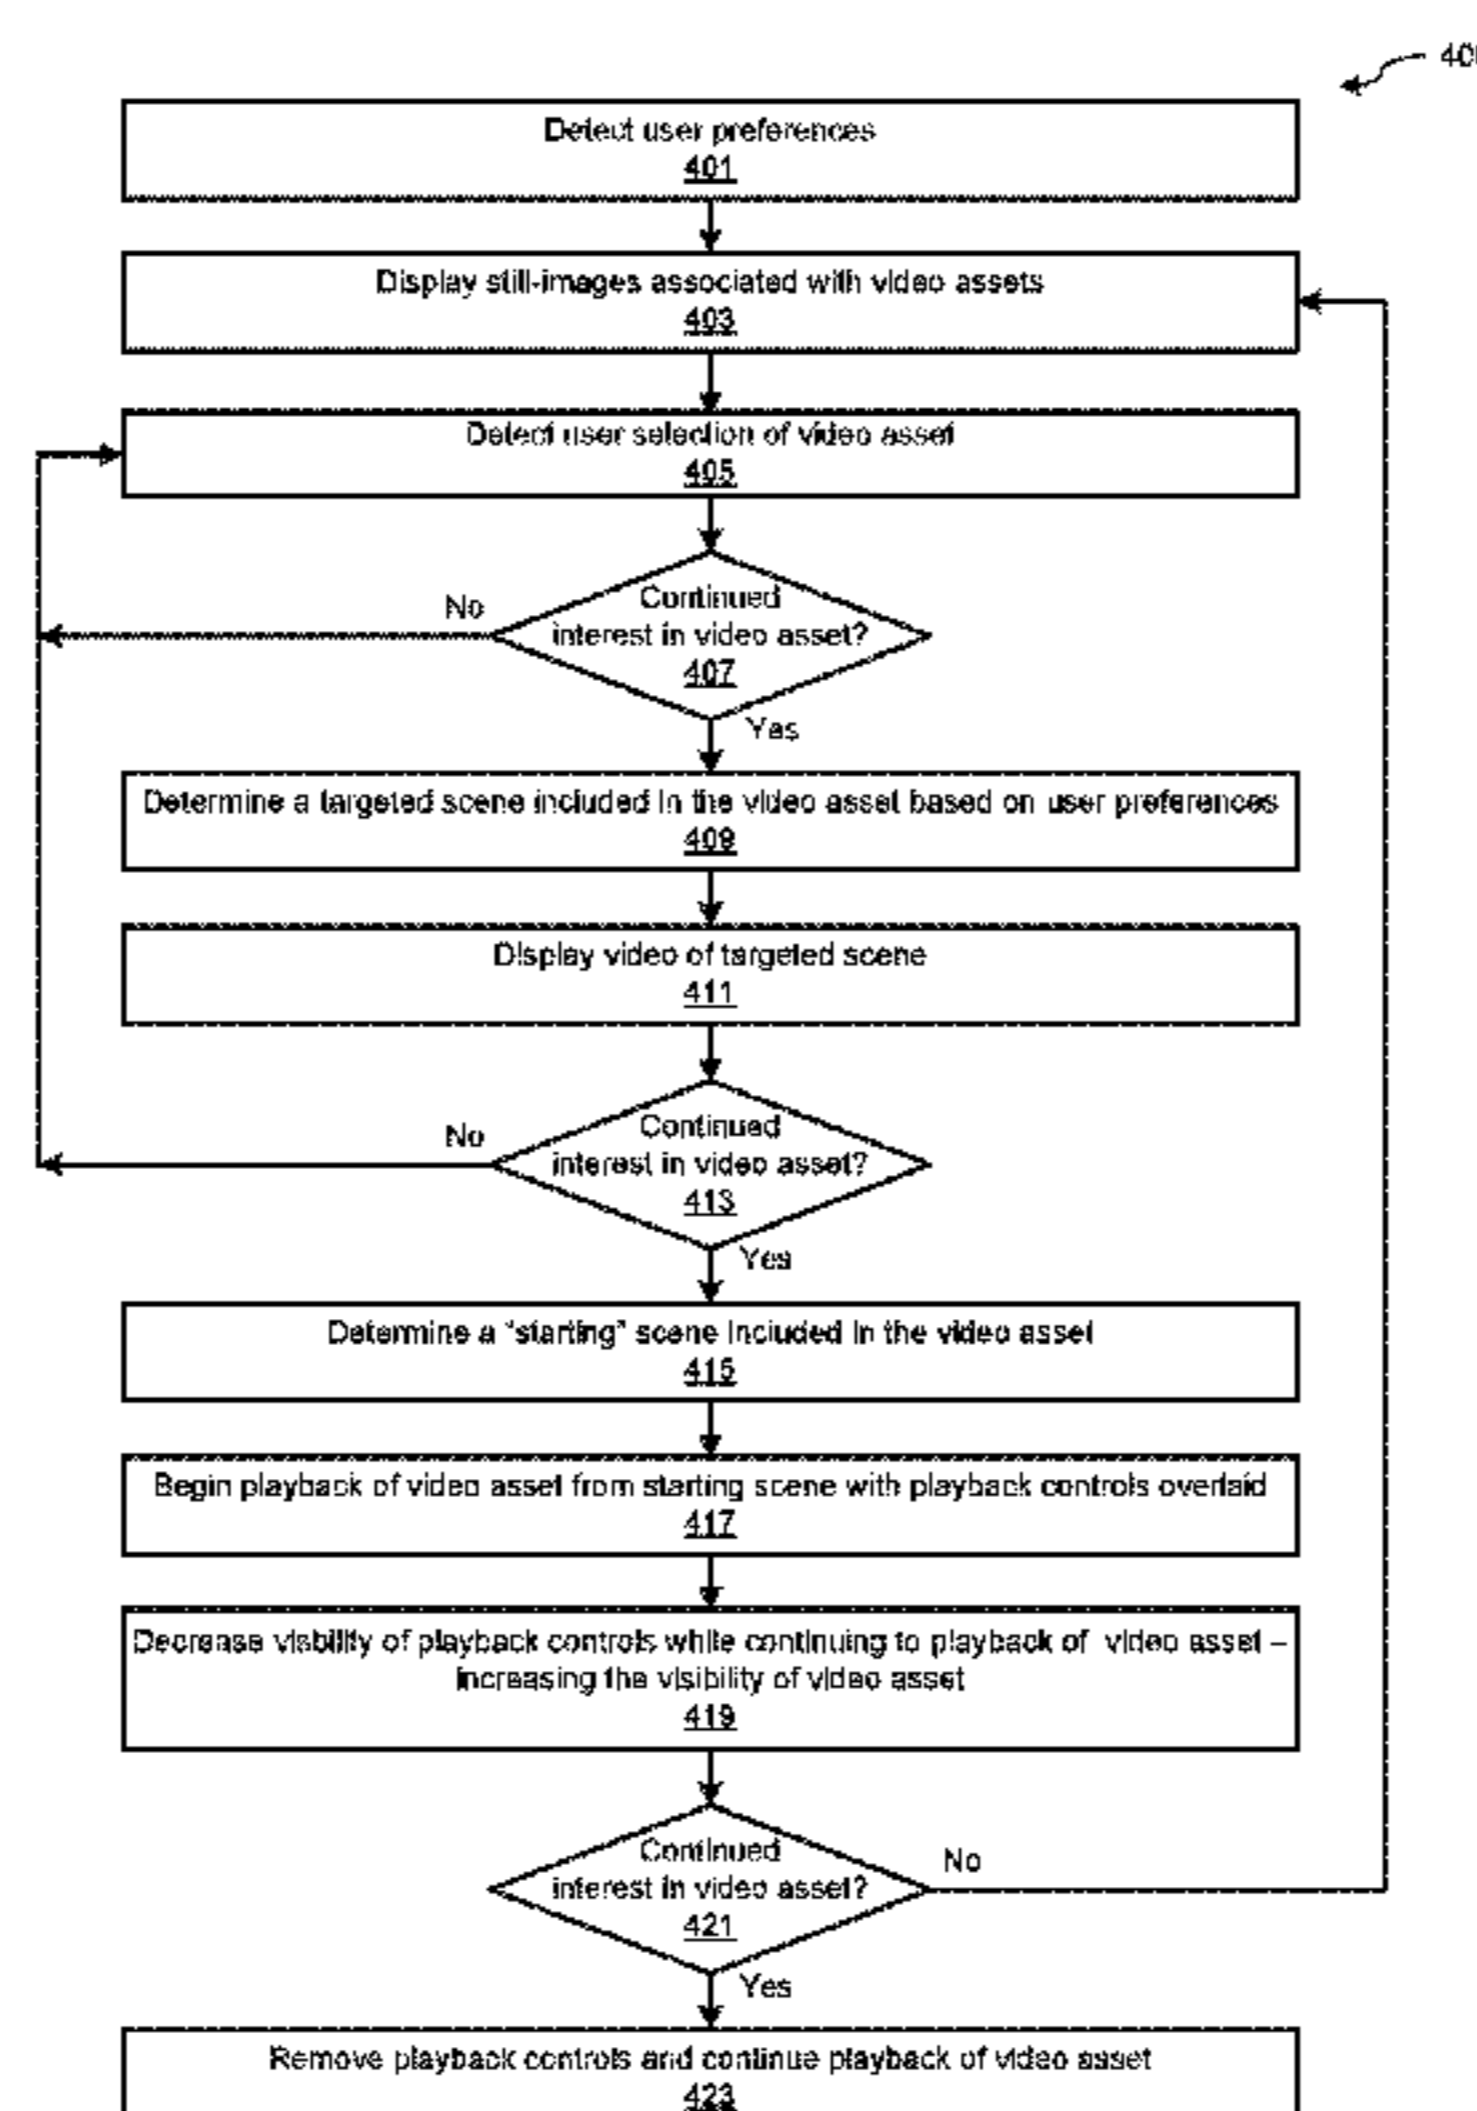 Detect user preferences
401
Display still-images associated with video assets
403
Detect user selection of video asset
405
Continued
interest in video asset?
407
No
Yes
Determine a targeted scene included in the video asset based on user preferences
409
Display video of targeted scene
411
Continued
interest in video asset?
413
No
Yes
Determine a "starting" scene included in the video asset
415
Begin playback of video asset from starting scene with playback controls overlaid
417
Decrease visbility of playback controls while continuing to playback of video asset –
increasing the visibility of video asset
419
Continued
interest in video asset?
421
No
Yes
Remove playback controls and continue playback of video asset
423